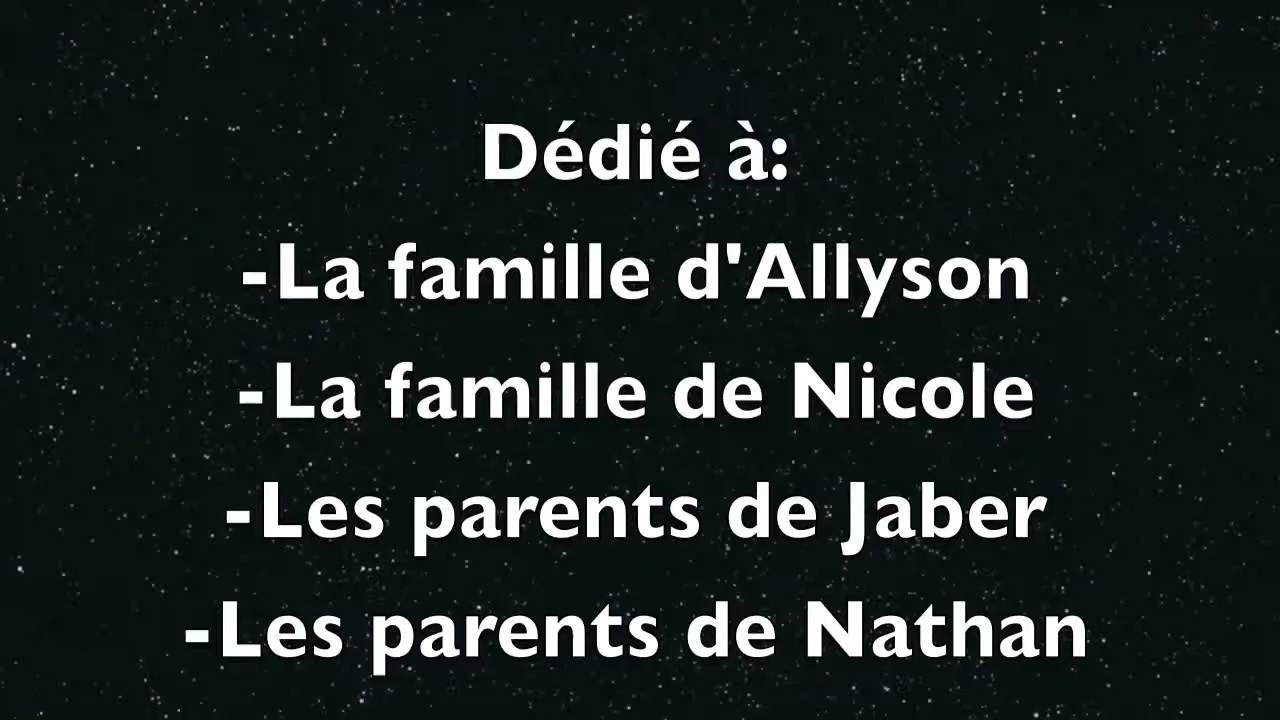 Dédié à:
-La famille d'Allyson
-La famille de Nicole
-Les parents de Jaber
-Les parents de Nathan